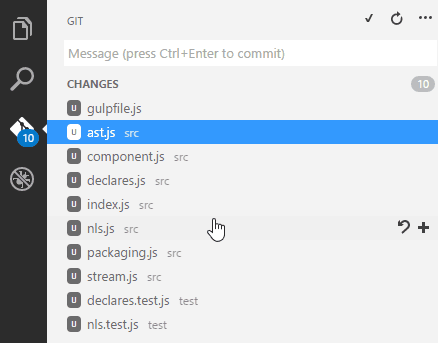 GIT
Message (press Ctrl+Enter to commit)
CHANGES 10
U gulpfile.js
U ast.js src
10
U component.js src
U declares.js src
U index.js src
U nls.js src
U packaging.js src
U stream.js src
U declares.test.js test
U nls.test.js test